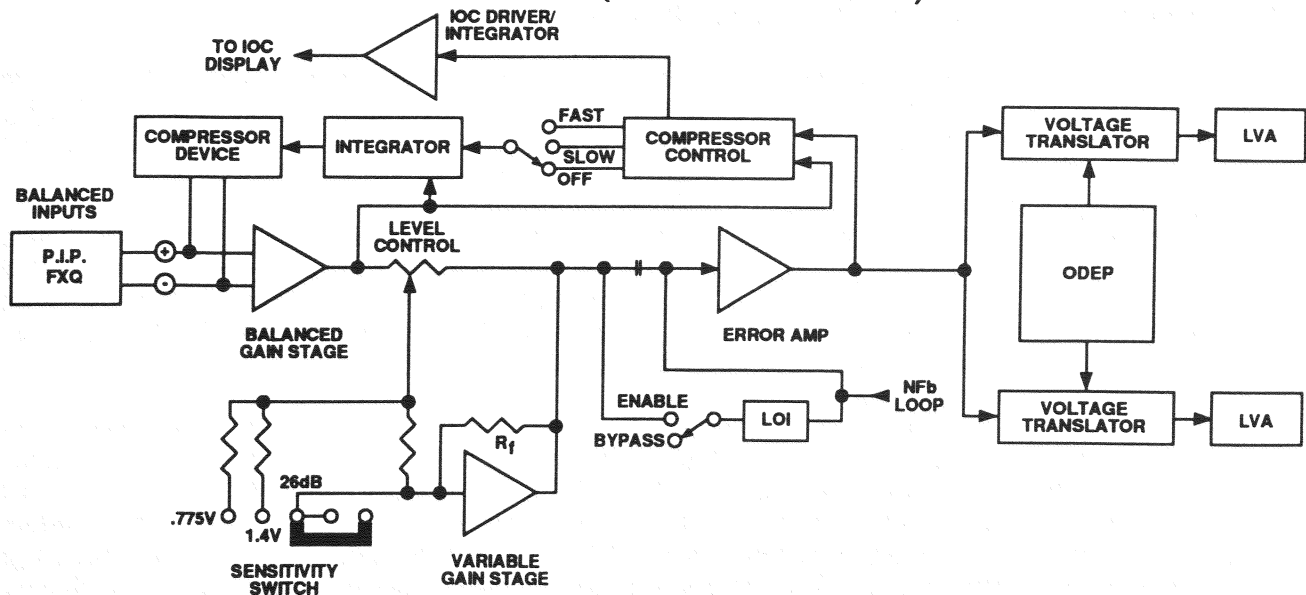 IOC DRIVER/
INTEGRATOR
TO IOC
DISPLAY
COMPRESSOR
DEVICE
INTEGRATOR
FAST
SLOW
OFF
COMPRESSOR
CONTROL
VOLTAGE
TRANSLATOR
LVA
BALANCED
INPUTS
P.I.P.
FXQ
+
-
LEVEL
CONTROL
BALANCED
GAIN STAGE
ERROR AMP
ODEP
ENABLE
BYPASS
LOI
NFb
LOOP
VOLTAGE
TRANSLATOR
LVA
Rf
26dB
.775V
1.4V
SENSITIVITY
SWITCH
VARIABLE
GAIN STAGE